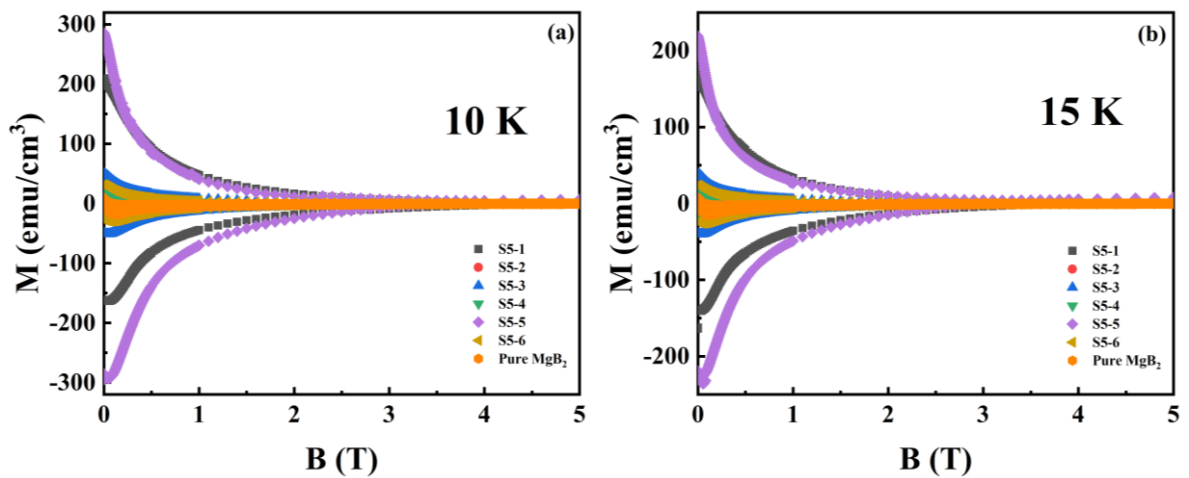 (a)
10 K
M (emu/cm³)
300
200
100
0
-100
-200
-300
S5-1
S5-2
S5-3
S5-4
S5-5
S5-6
Pure MgB₂
0 1 2 3 4 5
B (T)
(b)
15 K
M (emu/cm³)
200
100
0
-100
-200
S5-1
S5-2
S5-3
S5-4
S5-5
S5-6
Pure MgB₂
0 1 2 3 4 5
B (T)